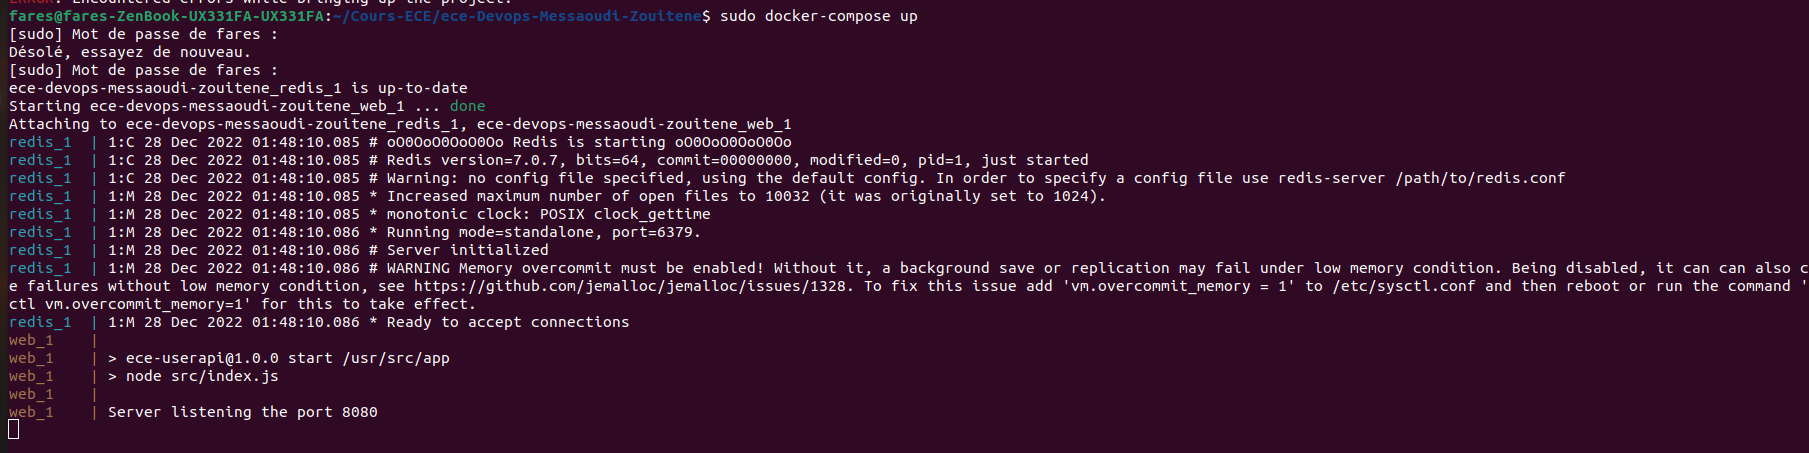 ERROR: Encountered errors while bringing up the project.
fares@fares-ZenBook-UX331FA-UX331FA:~/Cours-ECE/ece-Devops-Messaoudi-Zouitene$ sudo docker-compose up
[sudo] Mot de passe de fares :
Désolé, essayez de nouveau.
[sudo] Mot de passe de fares :
ece-devops-messaoudi-zouitene_redis_1 is up-to-date
Starting ece-devops-messaoudi-zouitene_web_1 ... done
Attaching to ece-devops-messaoudi-zouitene_redis_1, ece-devops-messaoudi-zouitene_web_1
redis_1  | 1:C 28 Dec 2022 01:48:10.085 # oO0OoO0OoO0Oo Redis is starting oO0OoO0OoO0Oo
redis_1  | 1:C 28 Dec 2022 01:48:10.085 # Redis version=7.0.7, bits=64, commit=00000000, modified=0, pid=1, just started
redis_1  | 1:C 28 Dec 2022 01:48:10.085 # Warning: no config file specified, using the default config. In order to specify a config file use redis-server /path/to/redis.conf
redis_1  | 1:M 28 Dec 2022 01:48:10.085 * Increased maximum number of open files to 10032 (it was originally set to 1024).
redis_1  | 1:M 28 Dec 2022 01:48:10.085 * monotonic clock: POSIX clock_gettime
redis_1  | 1:M 28 Dec 2022 01:48:10.086 * Running mode=standalone, port=6379.
redis_1  | 1:M 28 Dec 2022 01:48:10.086 # Server initialized
redis_1  | 1:M 28 Dec 2022 01:48:10.086 # WARNING Memory overcommit must be enabled! Without it, a background save or replication may fail under low memory condition. Being disabled, it can can also c
e failures without low memory condition, see https://github.com/jemalloc/jemalloc/issues/1328. To fix this issue add 'vm.overcommit_memory = 1' to /etc/sysctl.conf and then reboot or run the command '
ctl vm.overcommit_memory=1' for this to take effect.
redis_1  | 1:M 28 Dec 2022 01:48:10.086 * Ready to accept connections
web_1    |
web_1    | > ece-userapi@1.0.0 start /usr/src/app
web_1    | > node src/index.js
web_1    |
web_1    | Server listening the port 8080